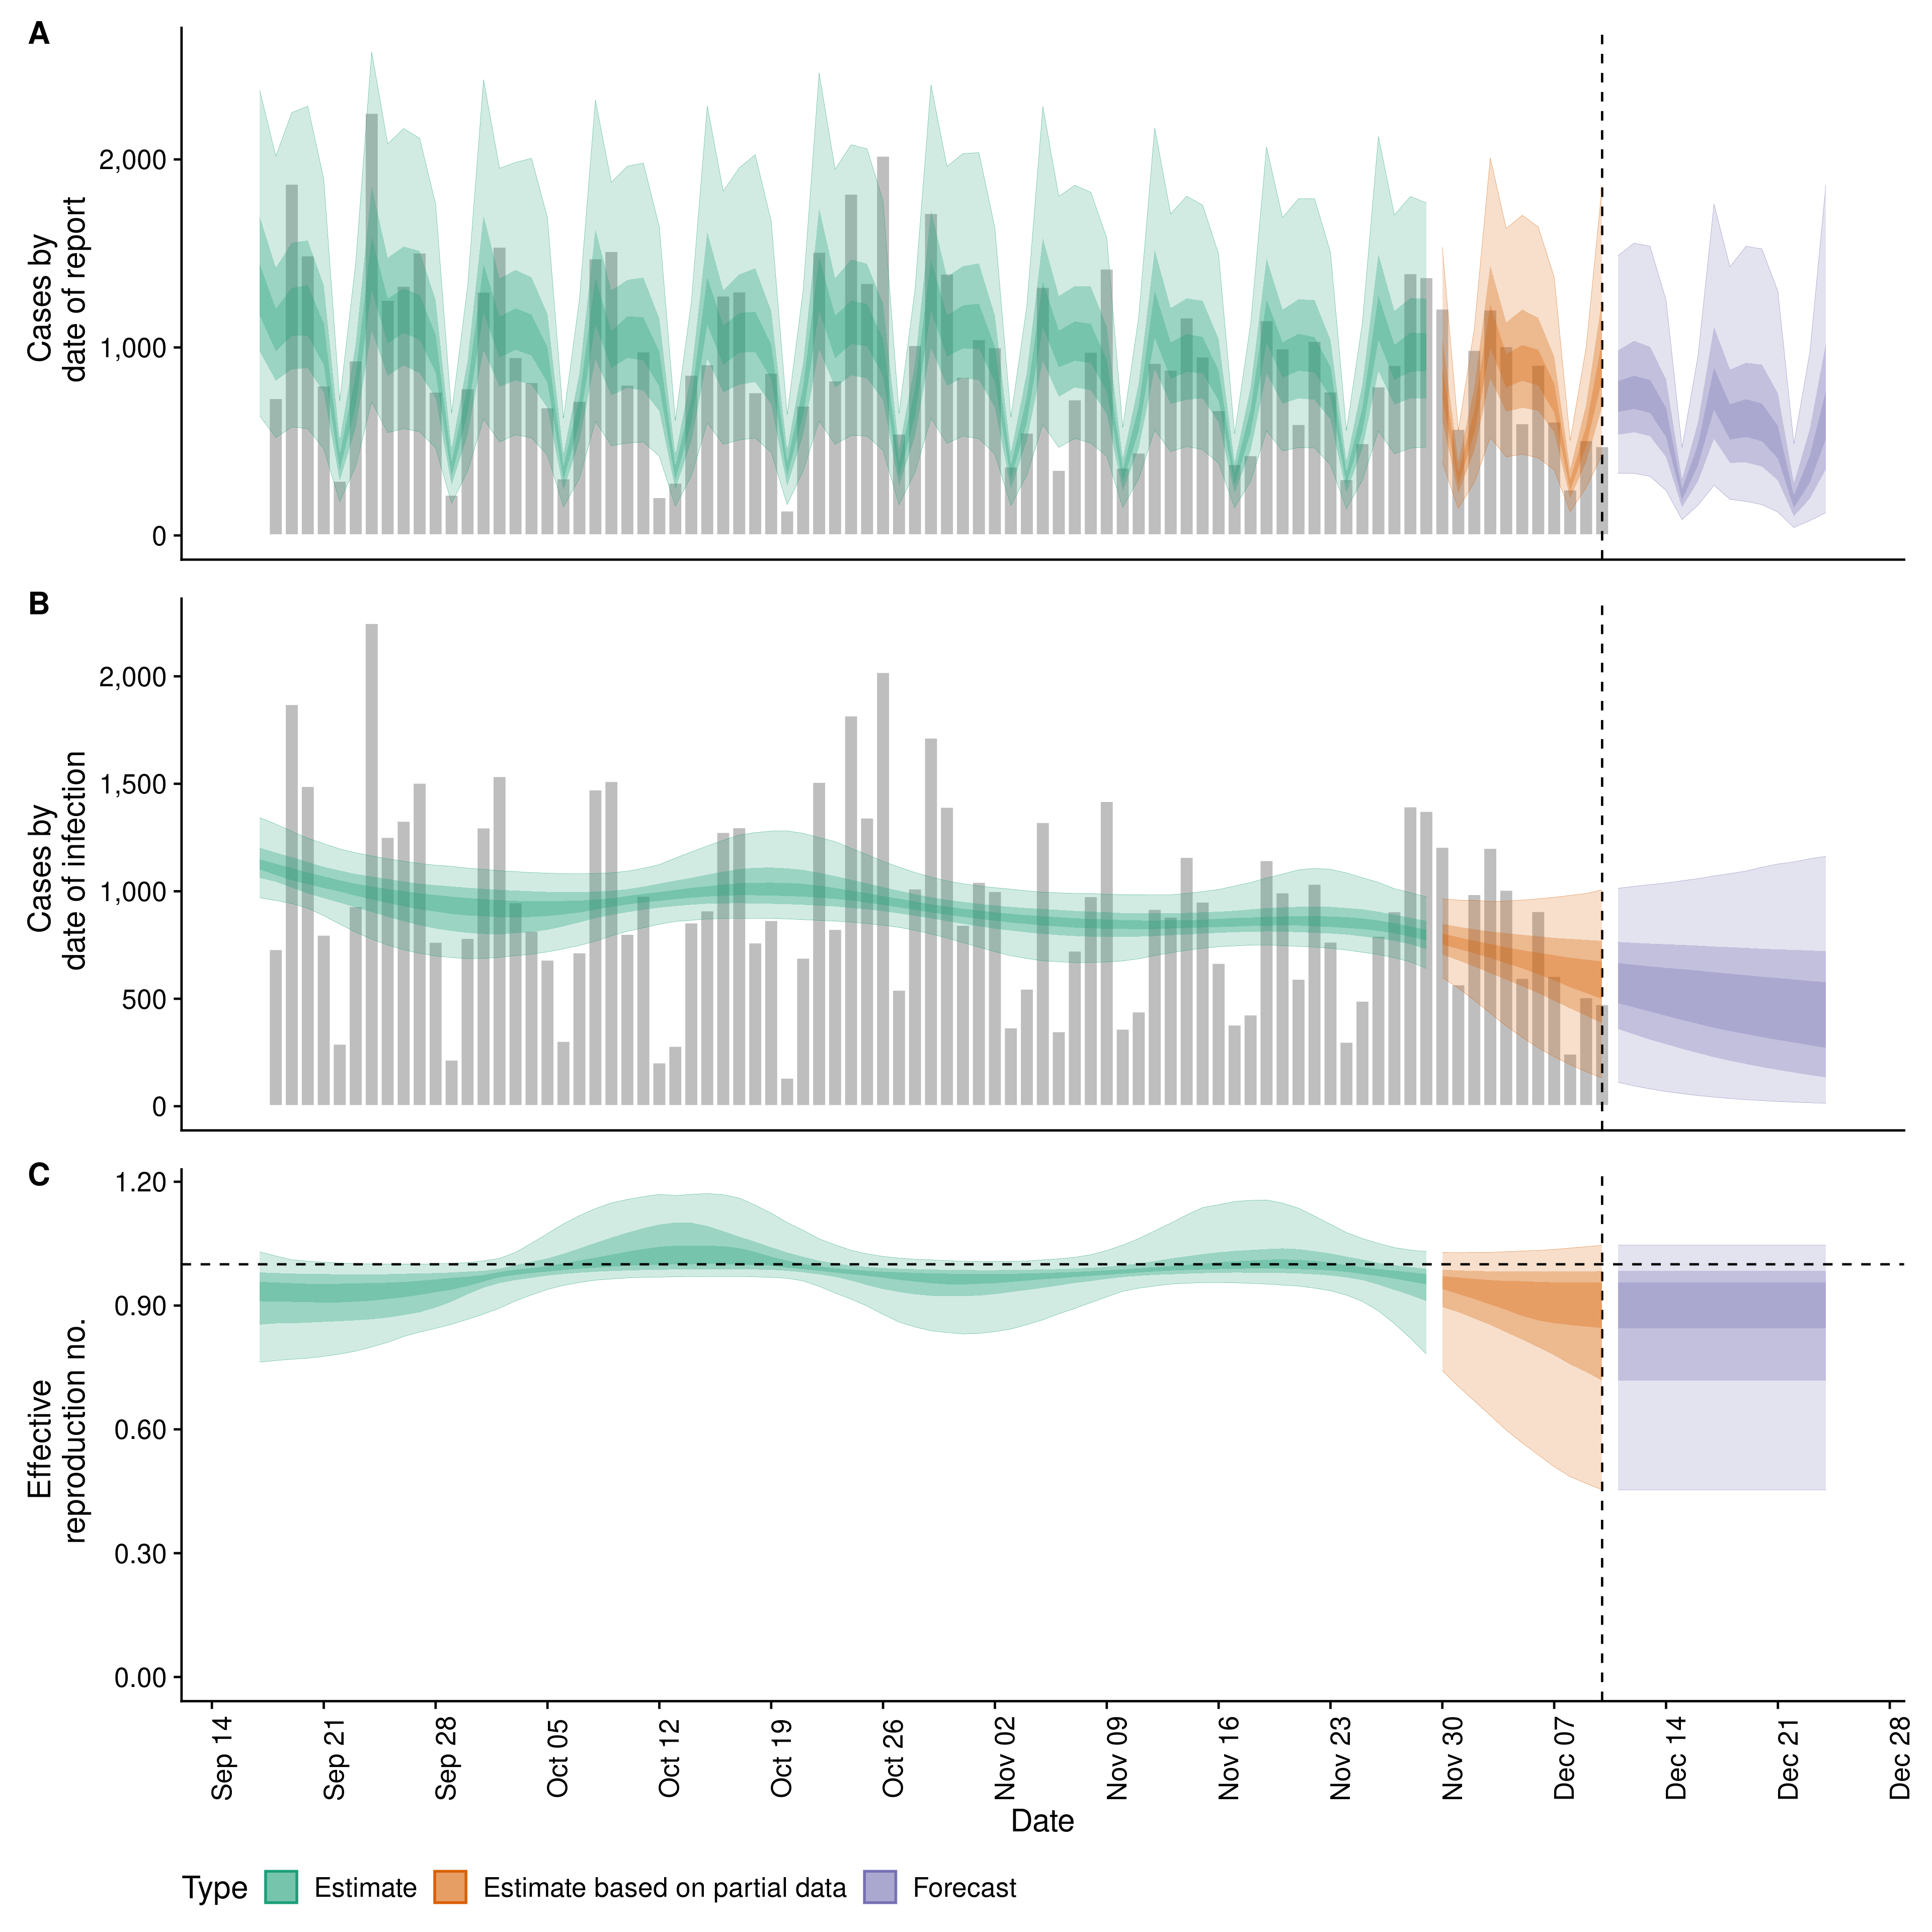 A
Cases by
date of report
2,000
1,000
0
B
Cases by
date of infection
2,000
1,500
1,000
500
0
C
Effective
reproduction no.
1.20
0.90
0.60
0.30
0.00
Sep 14
Sep 21
Sep 28
Oct 05
Oct 12
Oct 19
Oct 26
Nov 02
Nov 09
Nov 16
Nov 23
Nov 30
Dec 07
Dec 14
Dec 21
Dec 28
Date
Type Estimate Estimate based on partial data Forecast